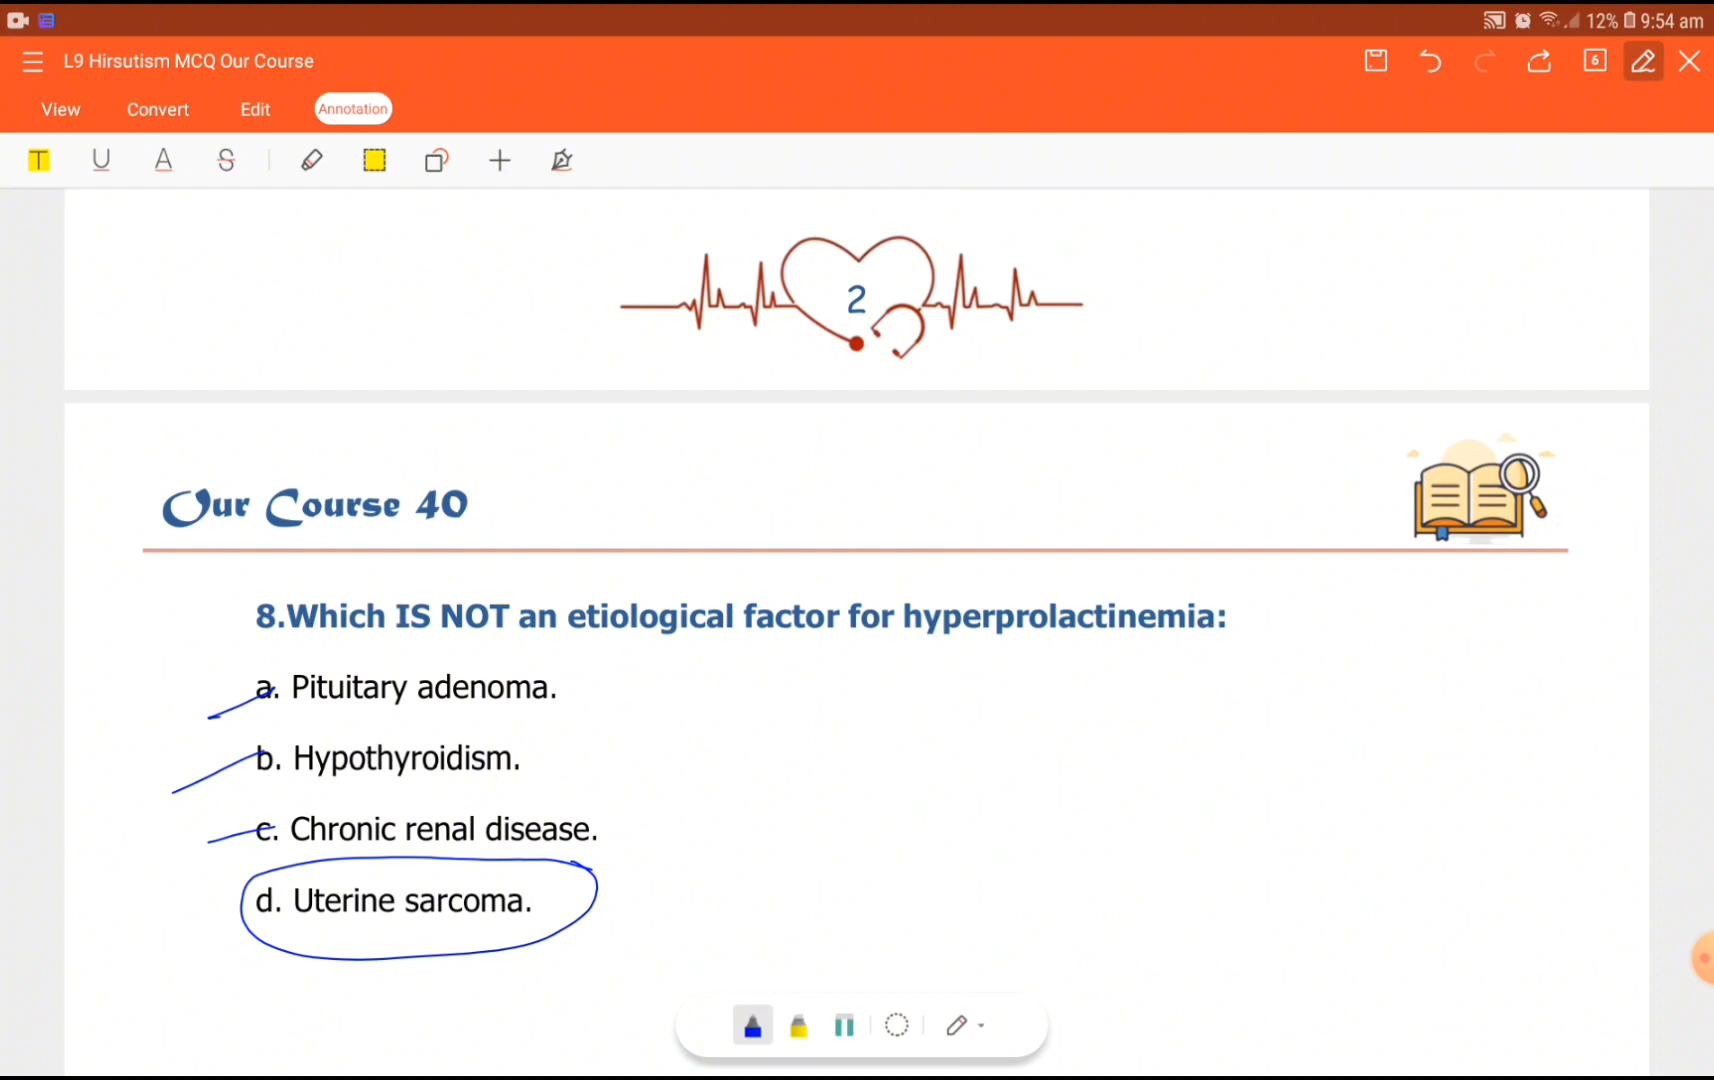 12% 9:54 am
L9 Hirsutism MCQ Our Course
6
View Convert Edit Annotation
T U A S
2
Our Course 40
8.Which IS NOT an etiological factor for hyperprolactinemia:
a. Pituitary adenoma.
b. Hypothyroidism.
c. Chronic renal disease.
d. Uterine sarcoma.